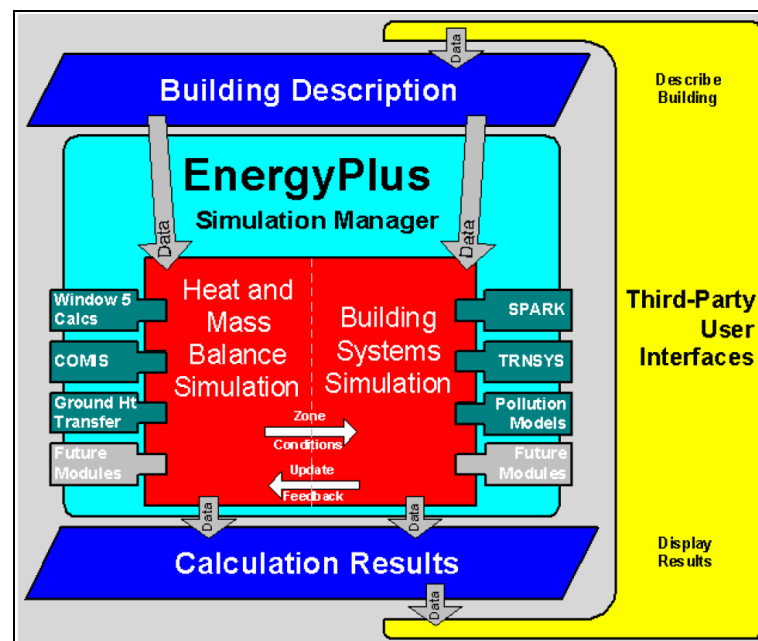 Data
Building Description
Describe
Building
EnergyPlus
Simulation Manager
Data
Data
Window 5
Calcs
COMIS
Ground Ht
Transfer
Future
Modules
Heat and
Mass
Balance
Simulation
Building
Systems
Simulation
Zone
Conditions
Update
Feedback
SPARK
TRNSYS
Pollution
Models
Future
Modules
Third-Party
User
Interfaces
Data
Data
Calculation Results
Display
Results
Data